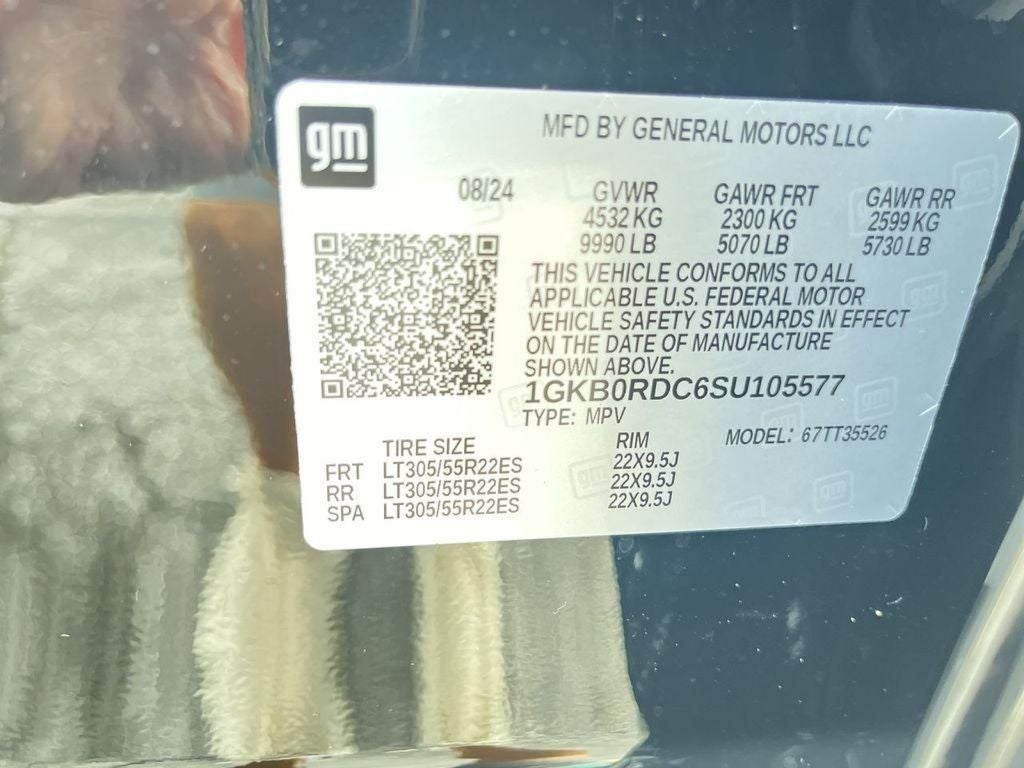 gm
MFD BY GENERAL MOTORS LLC
08/24 GVWR GAWR FRT GAWR RR
4532 KG 2300 KG 2599 KG
9990 LB 5070 LB 5730 LB
THIS VEHICLE CONFORMS TO ALL
APPLICABLE U.S. FEDERAL MOTOR
VEHICLE SAFETY STANDARDS IN EFFECT
ON THE DATE OF MANUFACTURE
SHOWN ABOVE.
1GKB0RDC6SU105577
TYPE: MPV
MODEL: 67TT35526
TIRE SIZE RIM
FRT LT305/55R22ES 22X9.5J
RR LT305/55R22ES 22X9.5J
SPA LT305/55R22ES 22X9.5J